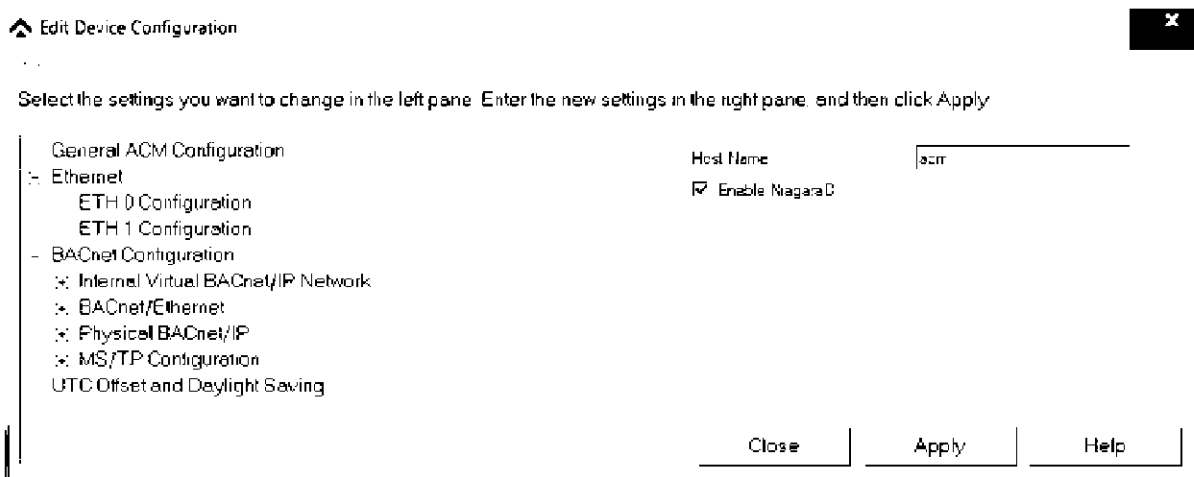 Edit Device Configuration
Select the settings you want to change in the left pane. Enter the new settings in the right pane, and then click Apply
General ACM Configuration
Ethernet
ETH 0 Configuration
ETH 1 Configuration
BACnet Configuration
Internal Virtual BACnet/IP Network
BACnet/Ethernet
Physical BACnet/IP
MS/TP Configuration
UTC Offset and Daylight Saving
Host Name
acm
Enable NiagaraD
Close Apply Help